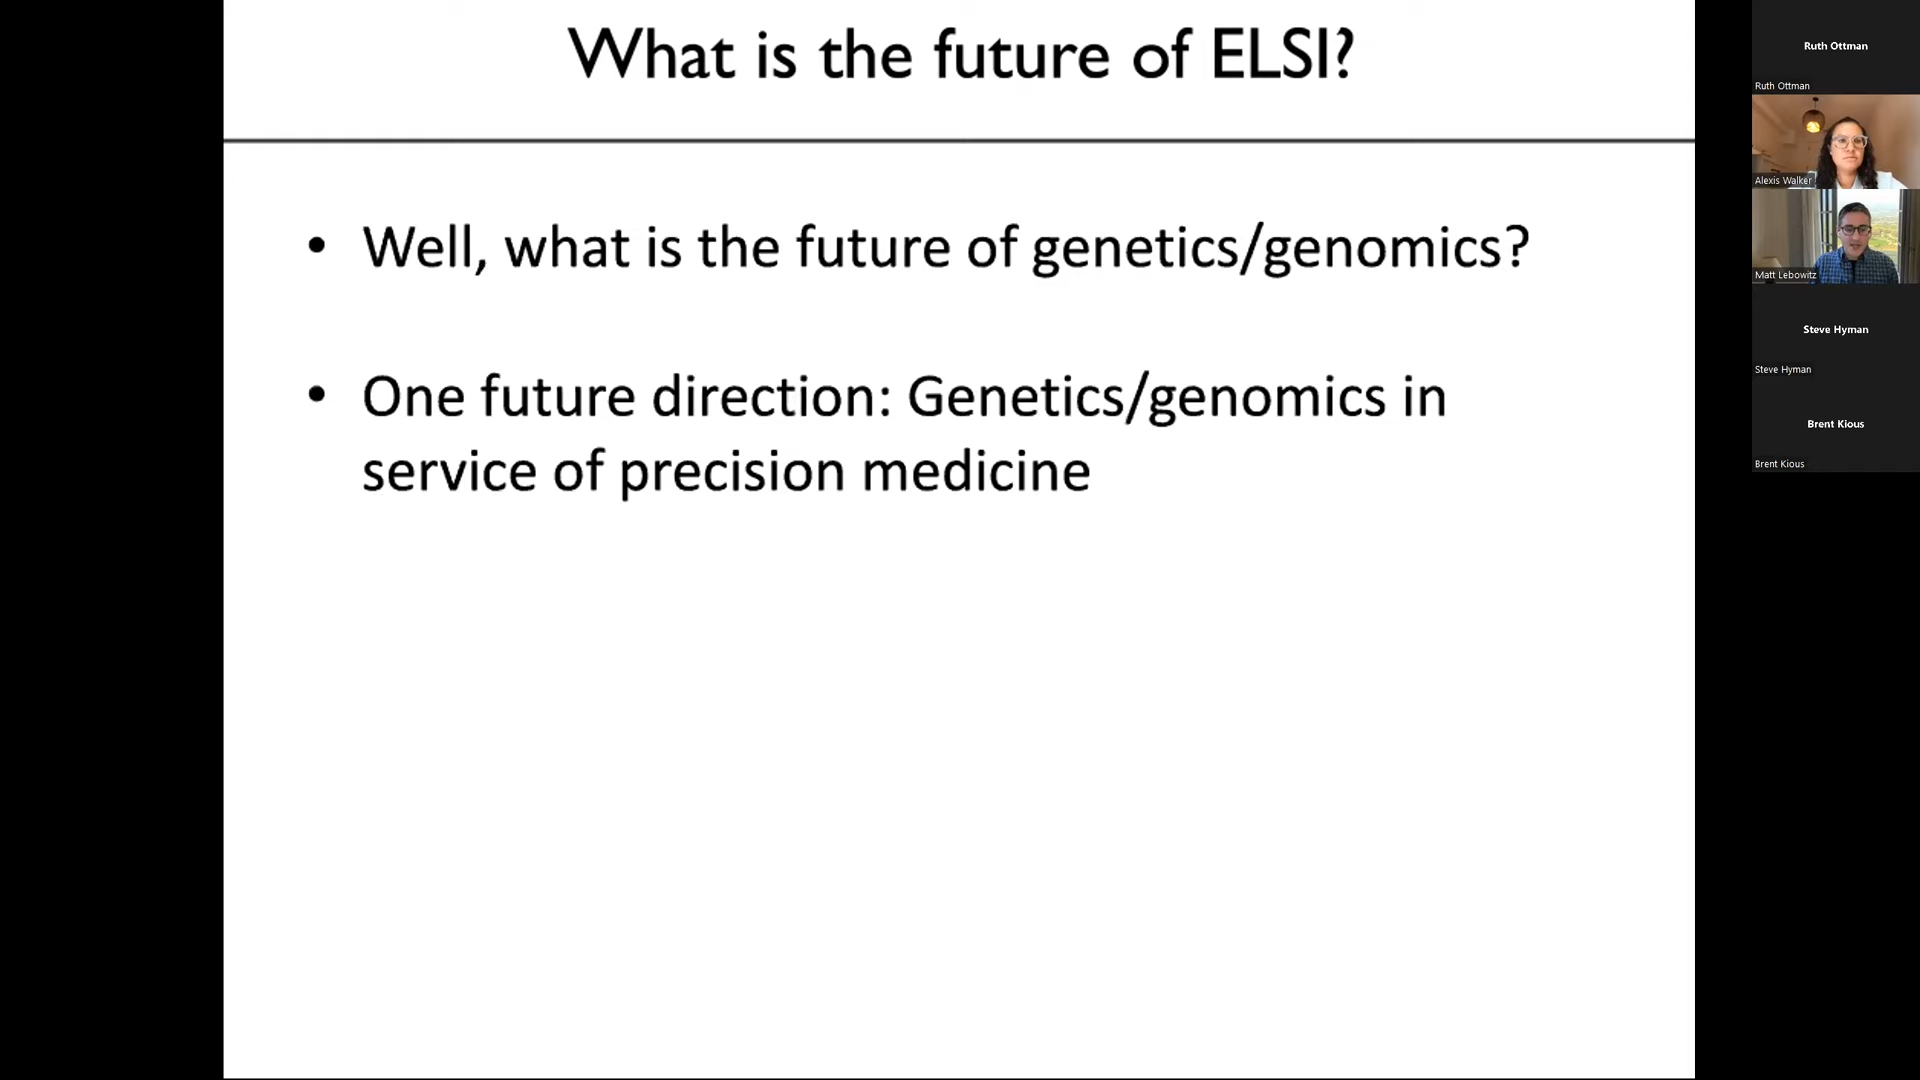 What is the future of ELSI?
• Well, what is the future of genetics/genomics?
• One future direction: Genetics/genomics in
service of precision medicine
Ruth Ottman
Ruth Ottman
Alexis Walker
Matt Lebowitz
Steve Hyman
Steve Hyman
Brent Kious
Brent Kious